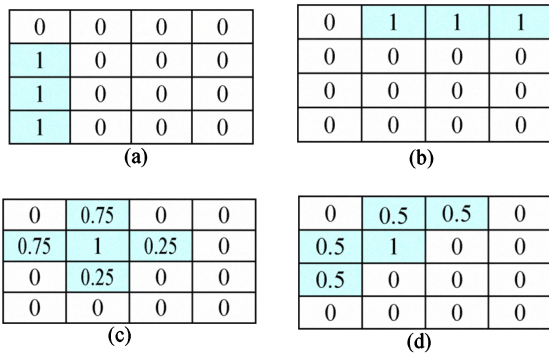 0 0 0 0
1 0 0 0
1 0 0 0
1 0 0 0
(a)
0 1 1 1
0 0 0 0
0 0 0 0
0 0 0 0
(b)
0 0.75 0 0
0.75 1 0.25 0
0 0.25 0 0
0 0 0 0
(c)
0 0.5 0.5 0
0.5 1 0 0
0.5 0 0 0
0 0 0 0
(d)